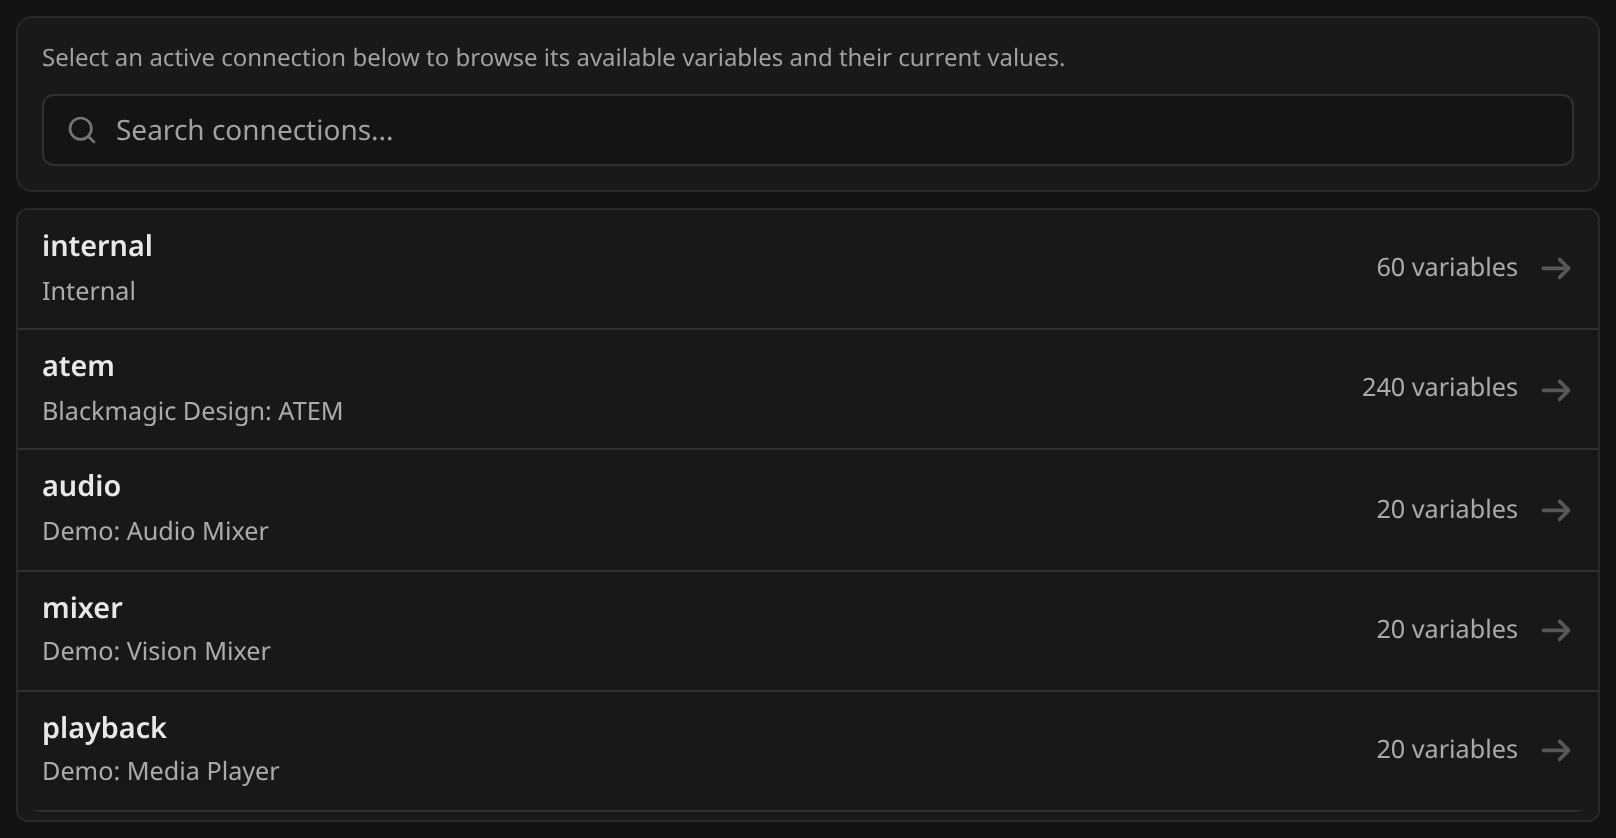 Select an active connection below to browse its available variables and their current values.
Search connections...
internal
Internal
60 variables
atem
Blackmagic Design: ATEM
240 variables
audio
Demo: Audio Mixer
20 variables
mixer
Demo: Vision Mixer
20 variables
playback
Demo: Media Player
20 variables